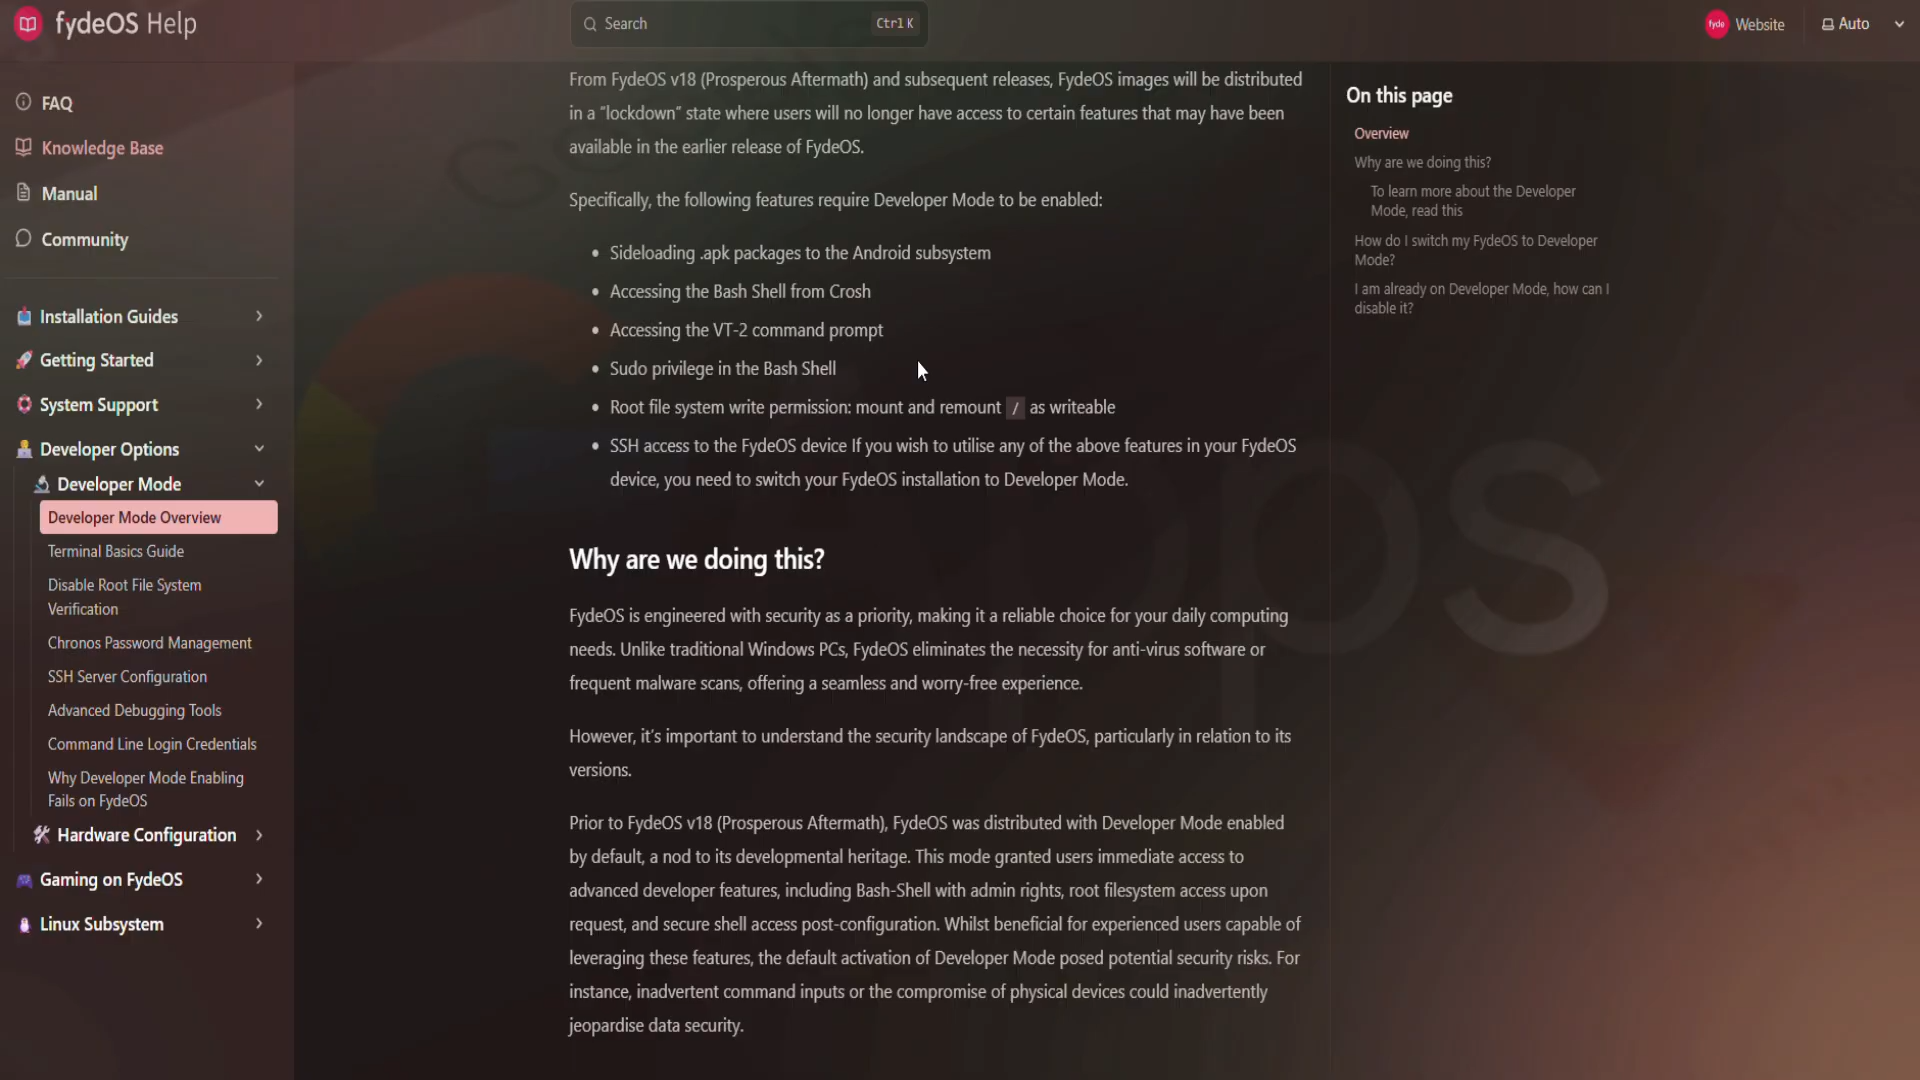 fydeOS Help
Search
Ctrl K
fyde
Website
Auto
FAQ
Knowledge Base
Manual
Community
Installation Guides
Getting Started
System Support
Developer Options
Developer Mode
Developer Mode Overview
Terminal Basics Guide
Disable Root File System
Verification
Chronos Password Management
SSH Server Configuration
Advanced Debugging Tools
Command Line Login Credentials
Why Developer Mode Enabling
Fails on FydeOS
Hardware Configuration
Gaming on FydeOS
Linux Subsystem
From FydeOS v18 (Prosperous Aftermath) and subsequent releases, FydeOS images will be distributed
in a “lockdown” state where users will no longer have access to certain features that may have been
available in the earlier release of FydeOS.
Specifically, the following features require Developer Mode to be enabled:
• Sideloading .apk packages to the Android subsystem
• Accessing the Bash Shell from Crosh
• Accessing the VT-2 command prompt
• Sudo privilege in the Bash Shell
• Root file system write permission: mount and remount / as writeable
• SSH access to the FydeOS device If you wish to utilise any of the above features in your FydeOS
device, you need to switch your FydeOS installation to Developer Mode.
Why are we doing this?
FydeOS is engineered with security as a priority, making it a reliable choice for your daily computing
needs. Unlike traditional Windows PCs, FydeOS eliminates the necessity for anti-virus software or
frequent malware scans, offering a seamless and worry-free experience.
However, it’s important to understand the security landscape of FydeOS, particularly in relation to its
versions.
Prior to FydeOS v18 (Prosperous Aftermath), FydeOS was distributed with Developer Mode enabled
by default, a nod to its developmental heritage. This mode granted users immediate access to
advanced developer features, including Bash-Shell with admin rights, root filesystem access upon
request, and secure shell access post-configuration. Whilst beneficial for experienced users capable of
leveraging these features, the default activation of Developer Mode posed potential security risks. For
instance, inadvertent command inputs or the compromise of physical devices could inadvertently
jeopardise data security.
On this page
Overview
Why are we doing this?
To learn more about the Developer
Mode, read this
How do I switch my FydeOS to Developer
Mode?
I am already on Developer Mode, how can I
disable it?